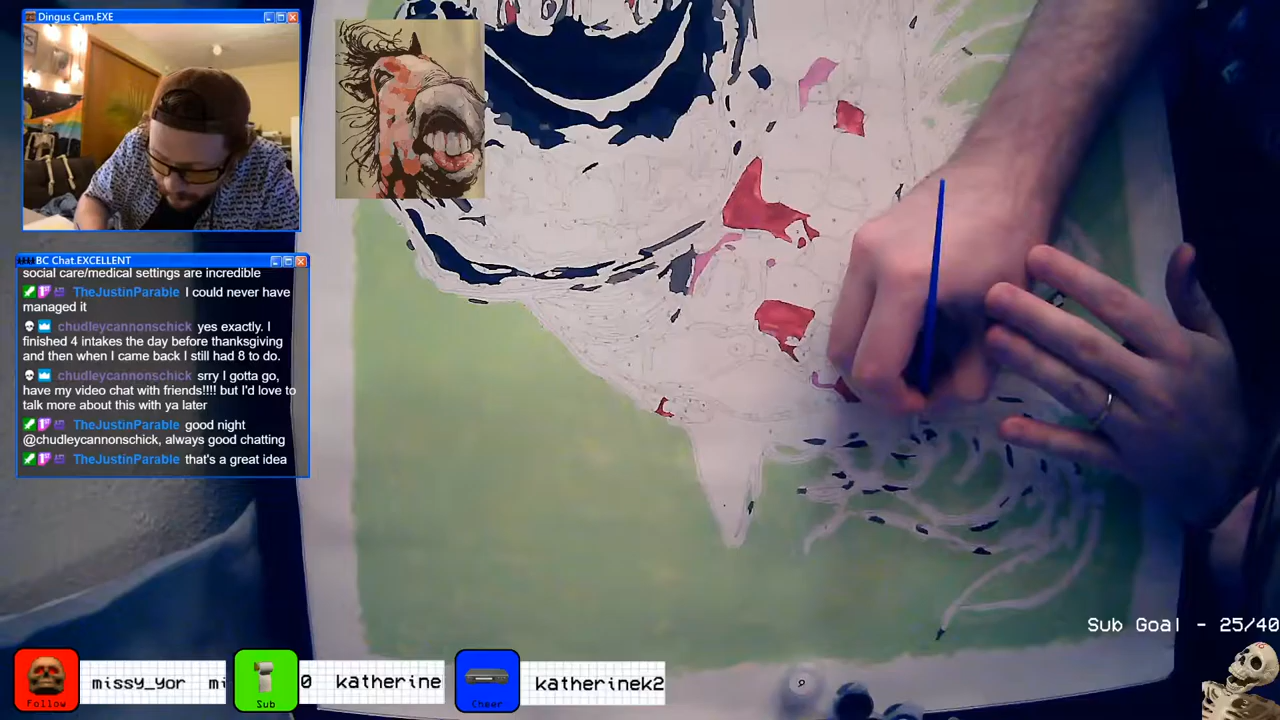 Dingus Cam.EXE
BC Chat.EXCELLENT
social care/medical settings are incredible
TheJustinParable I could never have
managed it
chudleycannonschick yes exactly. I
finished 4 intakes the day before thanksgiving
and then when I came back I still had 8 to do.
chudleycannonschick srry I gotta go,
have my video chat with friends!!!! but I'd love to
talk more about this with ya later
TheJustinParable good night
@chudleycannonschick, always good chatting
TheJustinParable that's a great idea
Sub Goal - 25/40
Follow
missy_yor mi
Sub
0 katherine
Cheer
katherinek2